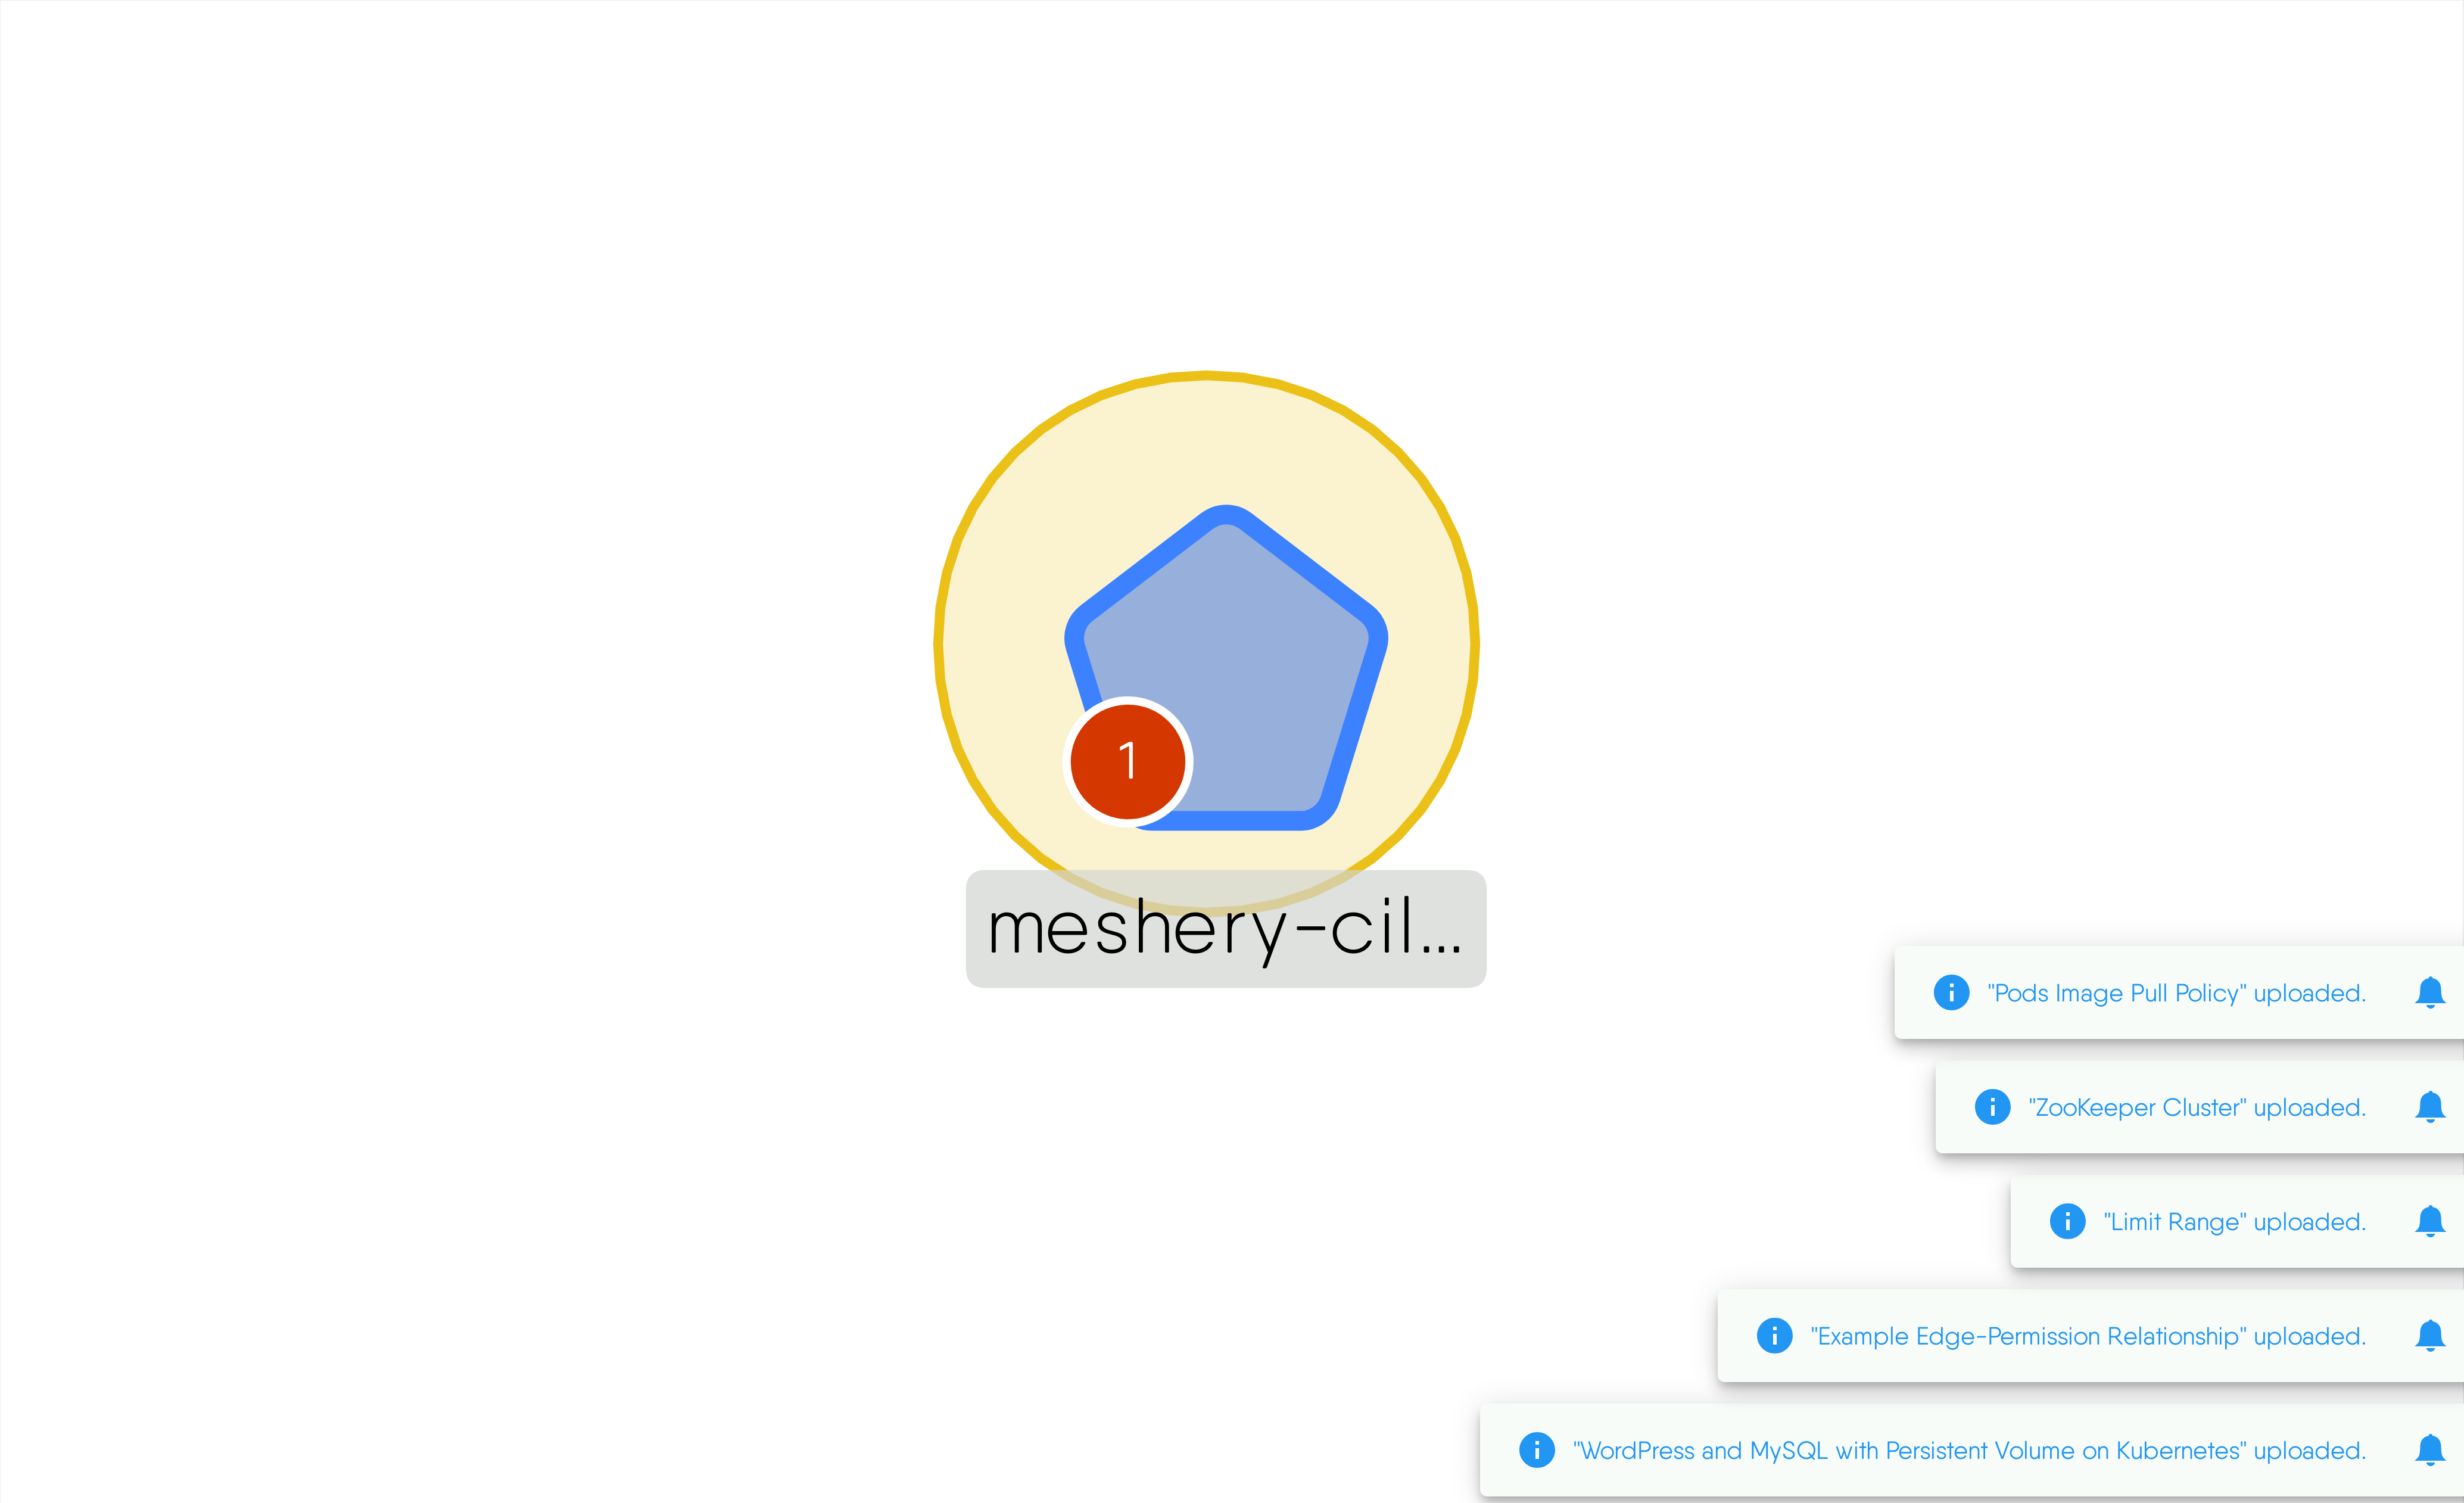 1
meshery-cil...
"Pods Image Pull Policy" uploaded.
"ZooKeeper Cluster" uploaded.
"Limit Range" uploaded.
"Example Edge-Permission Relationship" uploaded.
"WordPress and MySQL with Persistent Volume on Kubernetes" uploaded.